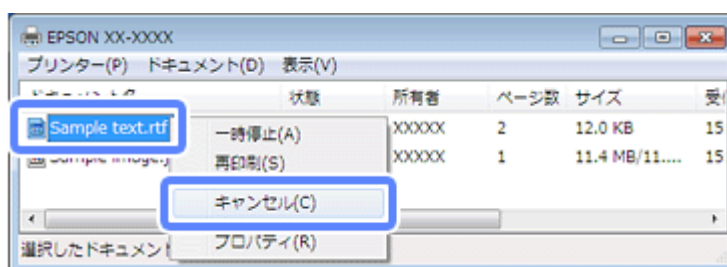 EPSON XX-XXXX
プリンター(P) ドキュメント(D) 表示(V)
状態 所有者 ページ数 サイズ
Sample text.rtf XXXXX 2 12.0 KB 15
Sample image.j XXXXX 1 11.4 MB/11.... 15
一時停止(A)
再印刷(S)
キャンセル(C)
プロパティ(R)
選択したドキュメント